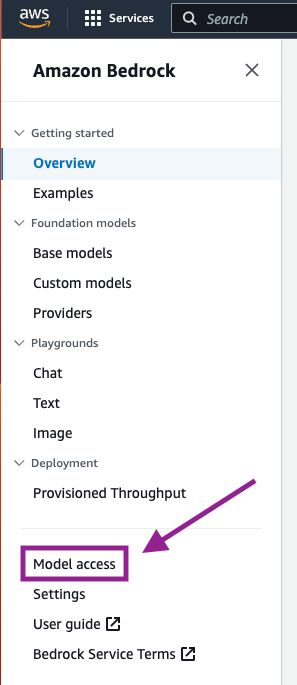 aws
Services
Search
Amazon Bedrock
Getting started
Overview
Examples
Foundation models
Base models
Custom models
Providers
Playgrounds
Chat
Text
Image
Deployment
Provisioned Throughput
Model access
Settings
User guide
Bedrock Service Terms